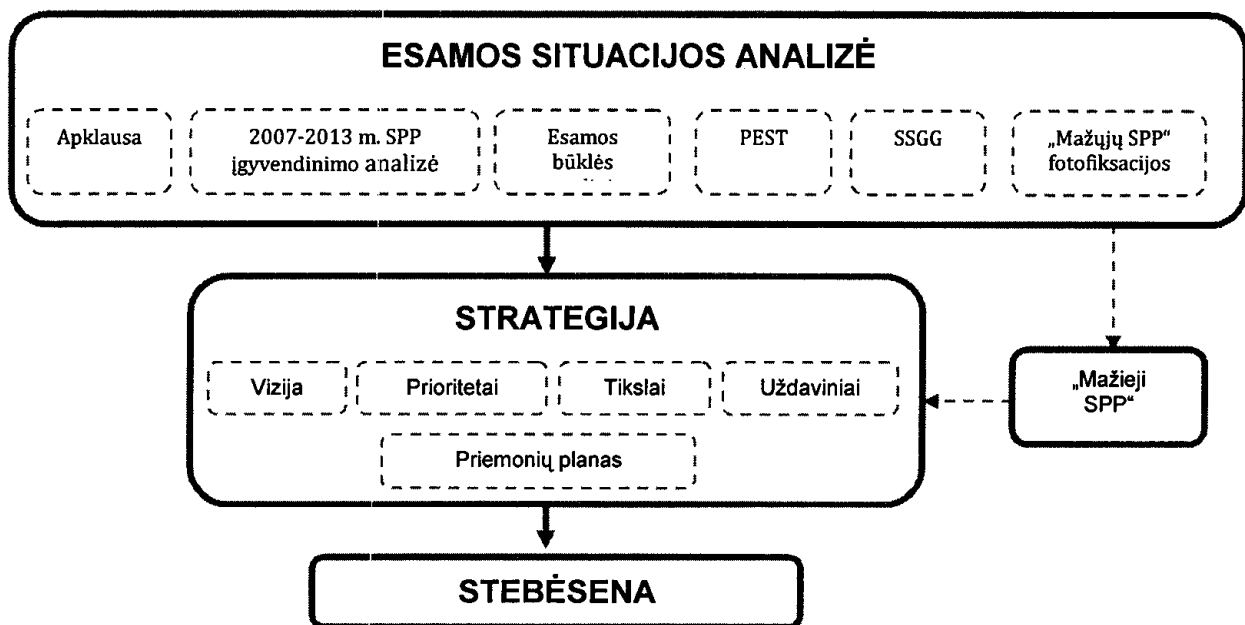 ESAMOS SITUACIJOS ANALIZĖ
Apklausa
2007-2013 m. SPP
įgyvendinimo analizė
Esamos
būklės
PEST
SSGG
„Mažųjų SPP“
fotofiksacijos
STRATEGIJA
Vizija
Prioritetai
Tikslai
Uždaviniai
Priemonių planas
„Mažieji
SPP“
STEBĖSENA